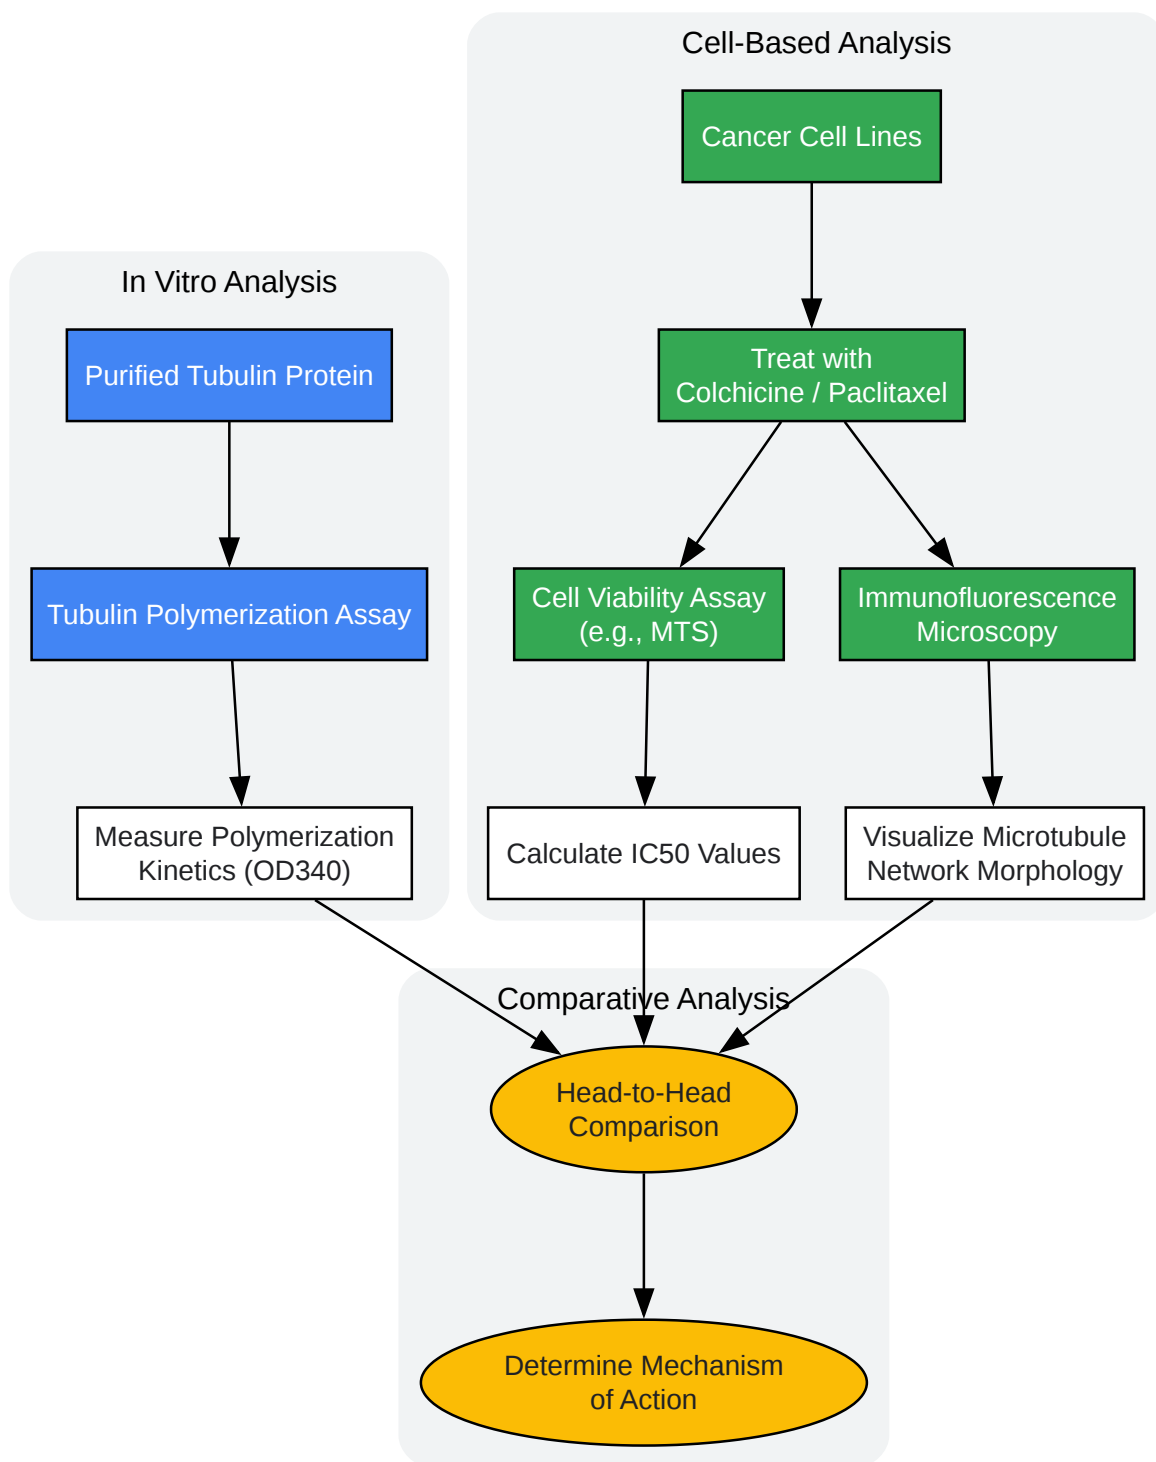 Cell-Based Analysis
Cancer Cell Lines
In Vitro Analysis
Purified Tubulin Protein
Treat with
Colchicine / Paclitaxel
Tubulin Polymerization Assay
Cell Viability Assay
(e.g., MTS)
Immunofluorescence
Microscopy
Measure Polymerization
Kinetics (OD340)
Calculate IC50 Values
Visualize Microtubule
Network Morphology
Comparative Analysis
Head-to-Head
Comparison
Determine Mechanism
of Action